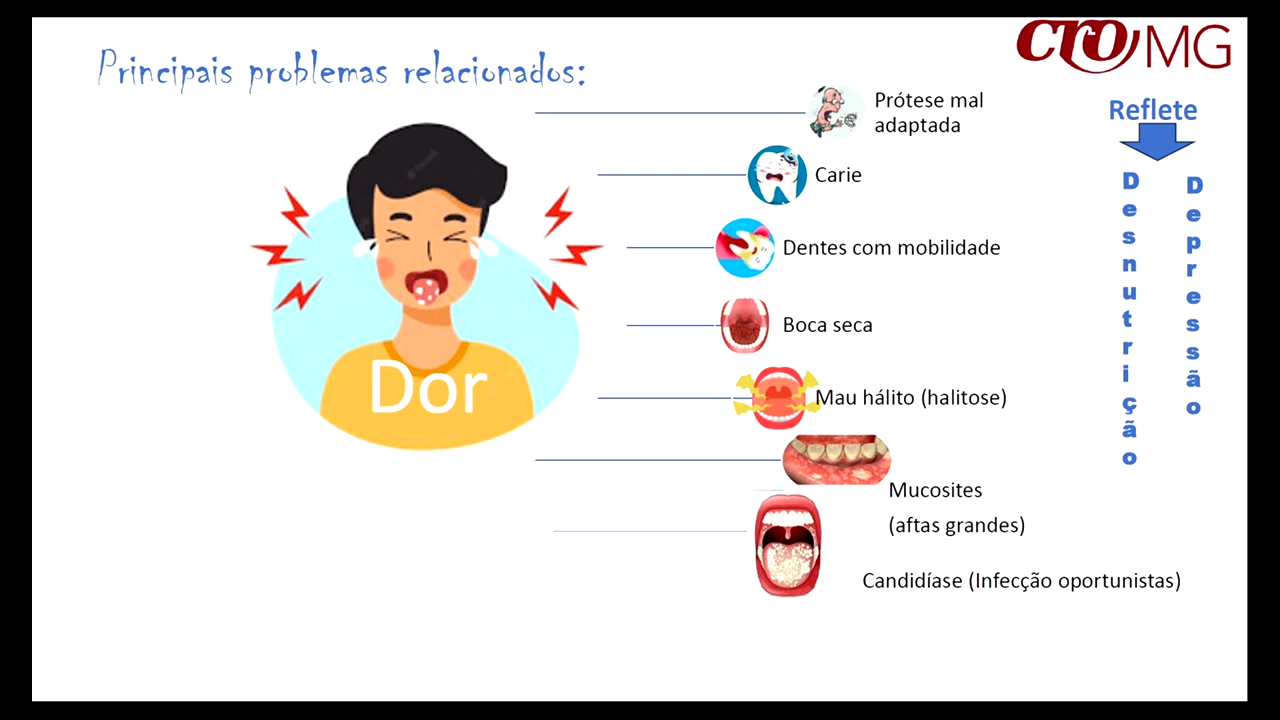 Principais problemas relacionados:
cro MG
Prótese mal
adaptada
Reflete
Carie
Desnutrição
Depressão
Dentes com mobilidade
Boca seca
Dor
Mau hálito (halitose)
Mucosites
(aftas grandes)
Candidíase (Infecção oportunistas)